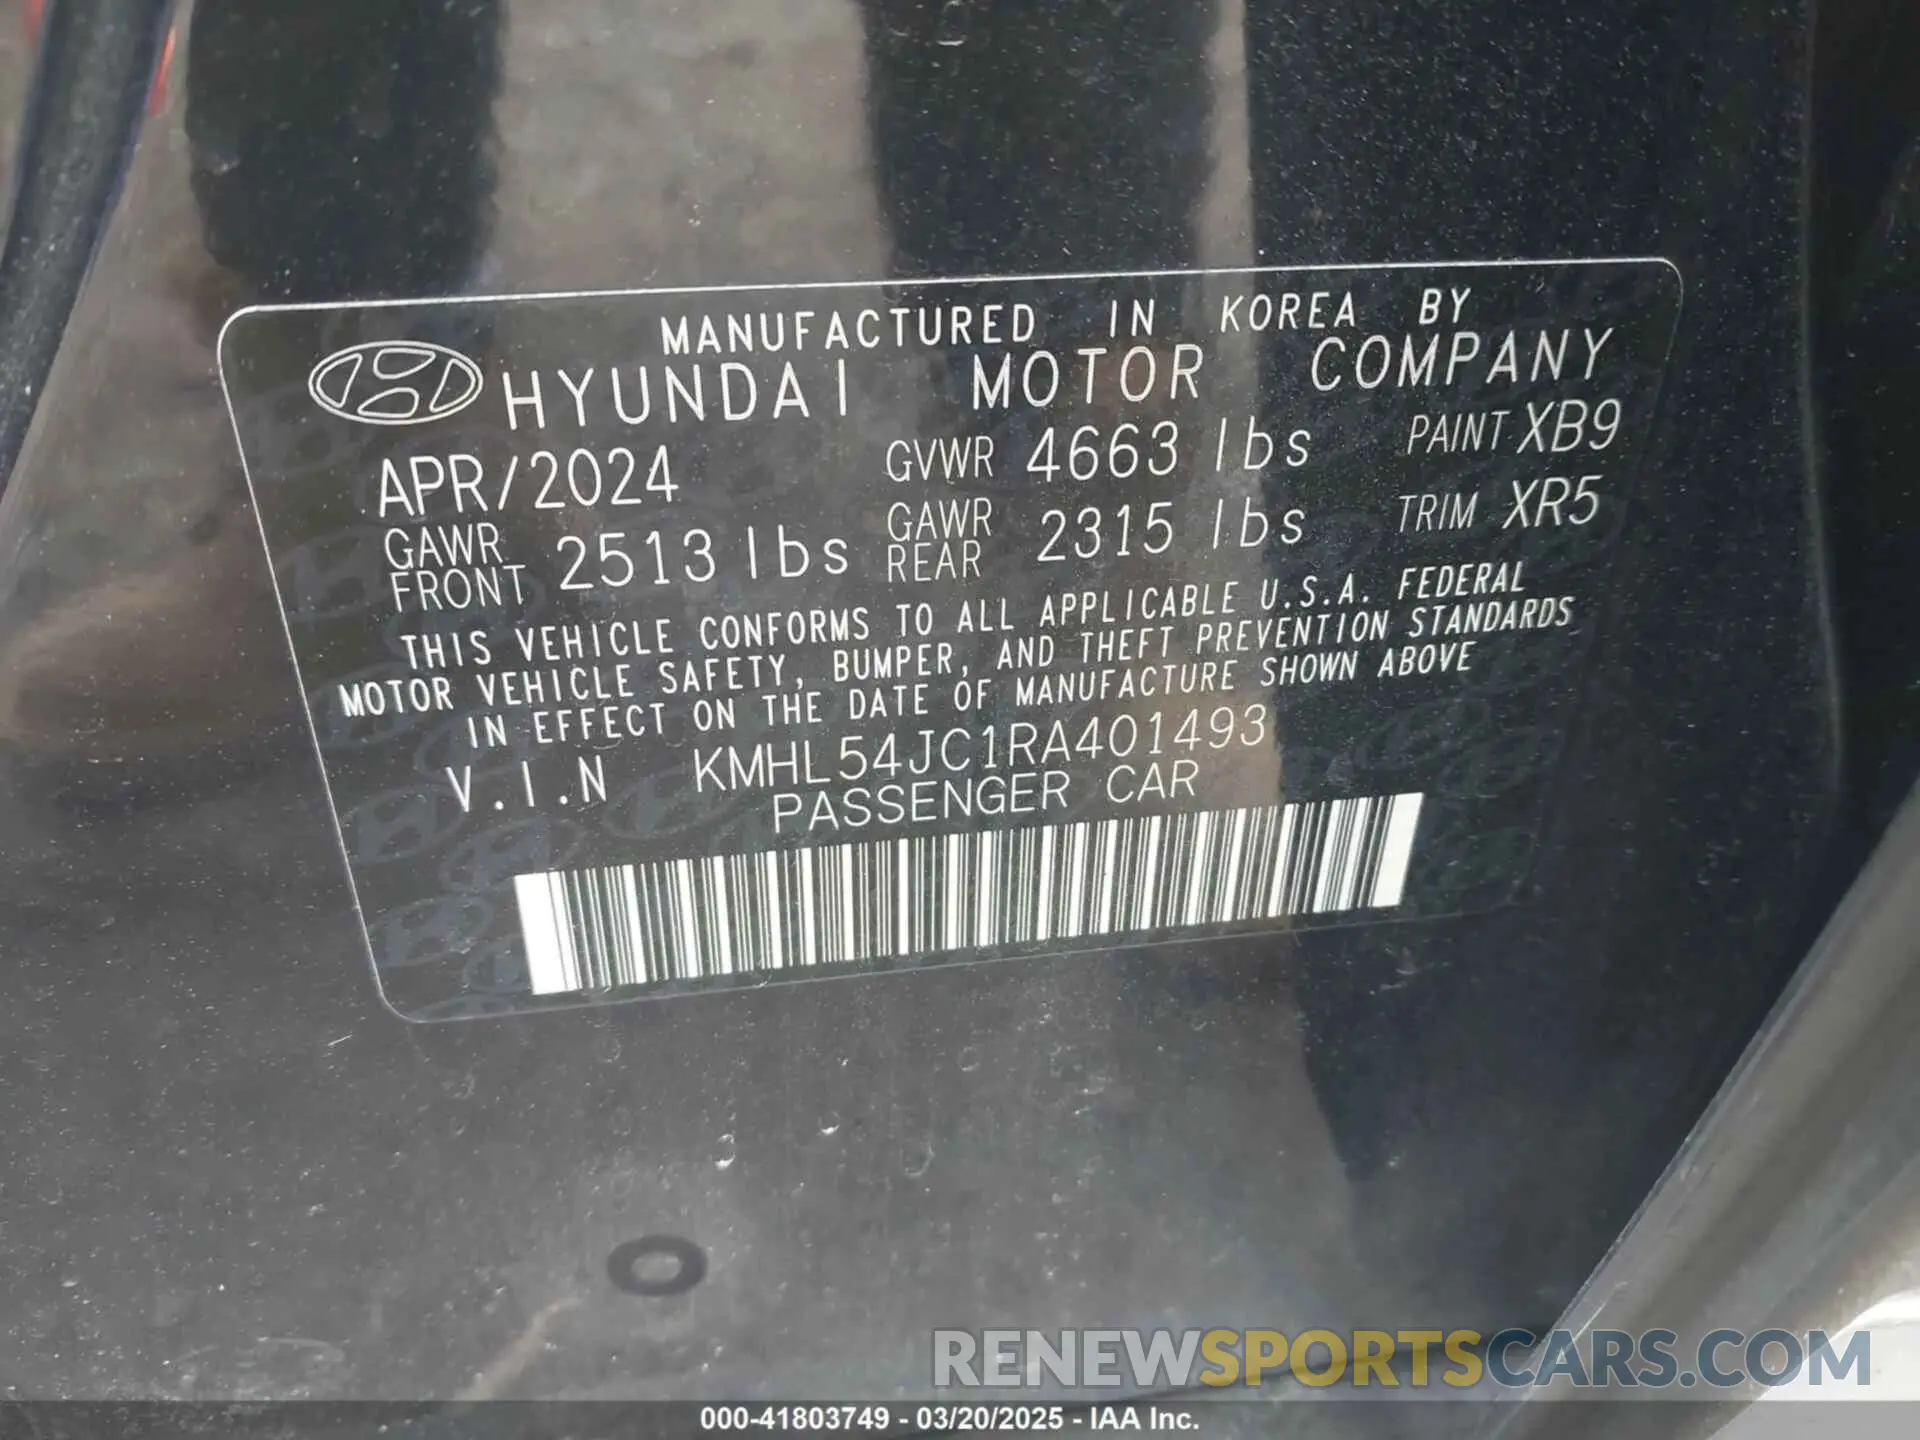 MANUFACTURED IN KOREA BY
HYUNDAI MOTOR COMPANY
APR/2024 GVWR 4663 lbs PAINT XB9
GAWR FRONT 2513 lbs GAWR REAR 2315 lbs TRIM XR5
THIS VEHICLE CONFORMS TO ALL APPLICABLE U.S.A. FEDERAL
MOTOR VEHICLE SAFETY, BUMPER, AND THEFT PREVENTION STANDARDS
IN EFFECT ON THE DATE OF MANUFACTURE SHOWN ABOVE
V.I.N KMHL54JC1RA401493
PASSENGER CAR
RENEWSPORTSCARS.COM
000-41803749 - 03/20/2025 - IAA Inc.